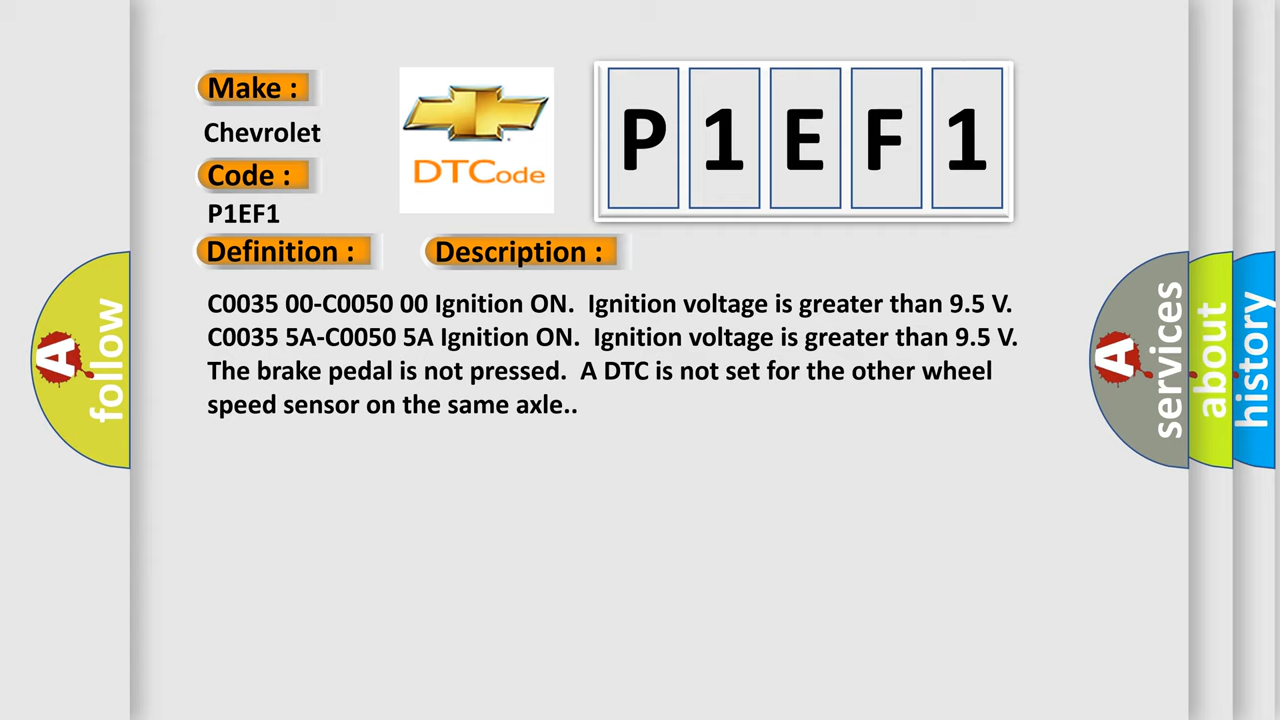 Make :
Chevrolet
Code :
P1EF1
Definition :
Description :
DTCode
P 1 E F 1
C0035 00-C0050 00 Ignition ON.  Ignition voltage is greater than 9.5 V.
C0035 5A-C0050 5A Ignition ON.  Ignition voltage is greater than 9.5 V.
The brake pedal is not pressed.  A DTC is not set for the other wheel
speed sensor on the same axle..
A follow
A services
about
history